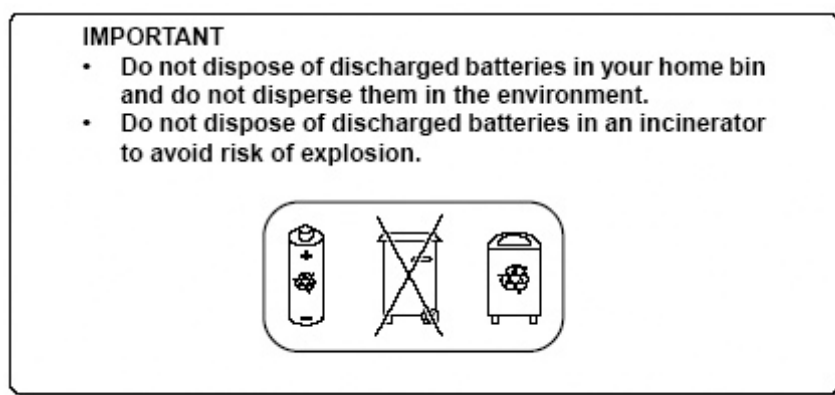 IMPORTANT
• Do not dispose of discharged batteries in your home bin
and do not disperse them in the environment.
• Do not dispose of discharged batteries in an incinerator
to avoid risk of explosion.
+
–